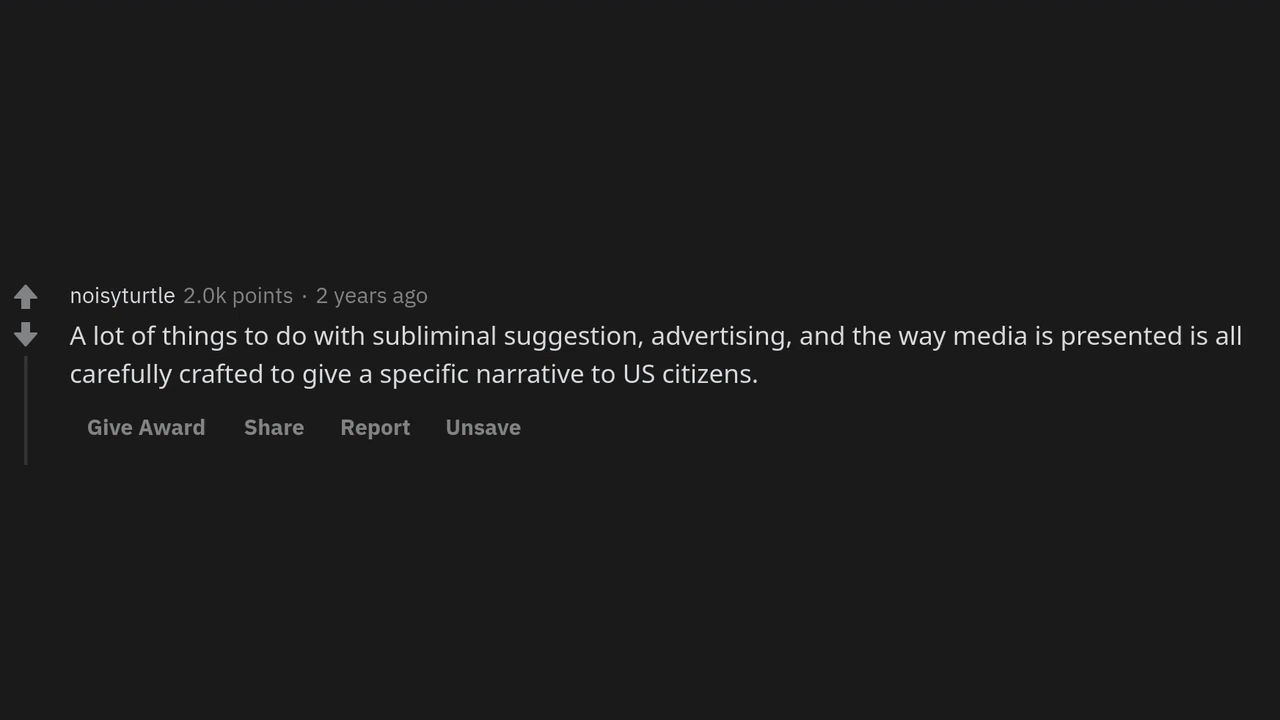 noisyturtle 2.0k points · 2 years ago
A lot of things to do with subliminal suggestion, advertising, and the way media is presented is all
carefully crafted to give a specific narrative to US citizens.
Give Award Share Report Unsave